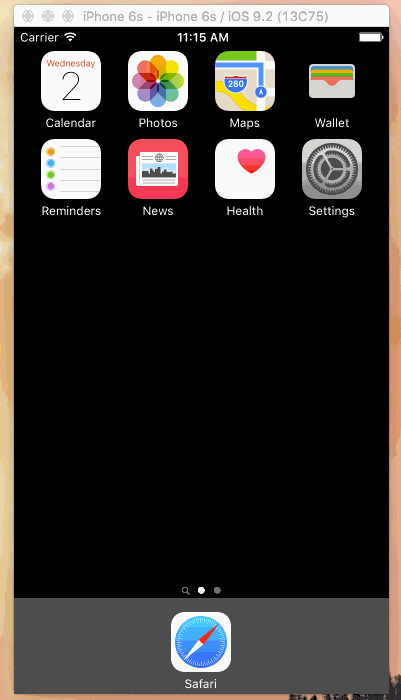 iPhone 6s - iPhone 6s / iOS 9.2 (13C75)
Carrier 11:15 AM
Wednesday
2
280
Calendar Photos Maps Wallet
Reminders News Health Settings
Safari